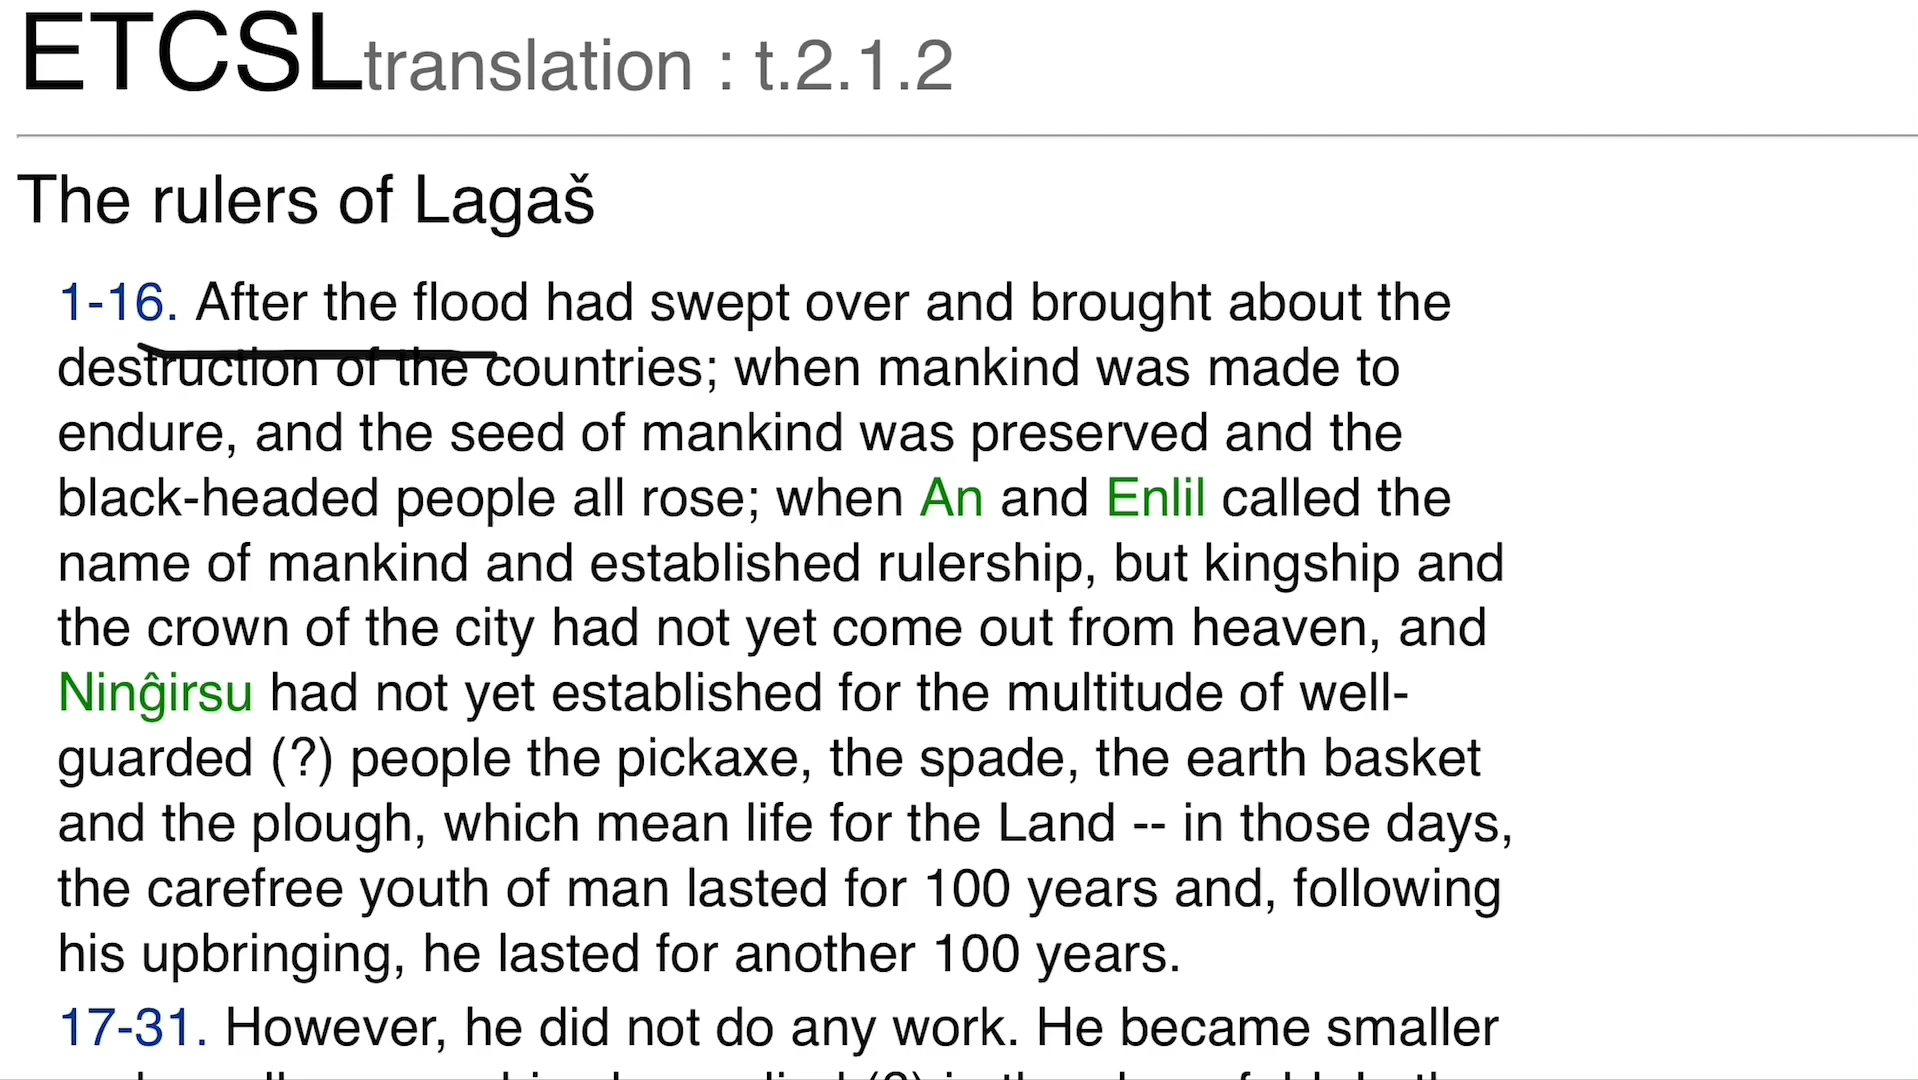 ETCSL translation : t.2.1.2
The rulers of Lagaš
1-16. After the flood had swept over and brought about the
destruction of the countries; when mankind was made to
endure, and the seed of mankind was preserved and the
black-headed people all rose; when An and Enlil called the
name of mankind and established rulership, but kingship and
the crown of the city had not yet come out from heaven, and
Ninĝirsu had not yet established for the multitude of well-
guarded (?) people the pickaxe, the spade, the earth basket
and the plough, which mean life for the Land -- in those days,
the carefree youth of man lasted for 100 years and, following
his upbringing, he lasted for another 100 years.
17-31. However, he did not do any work. He became smaller